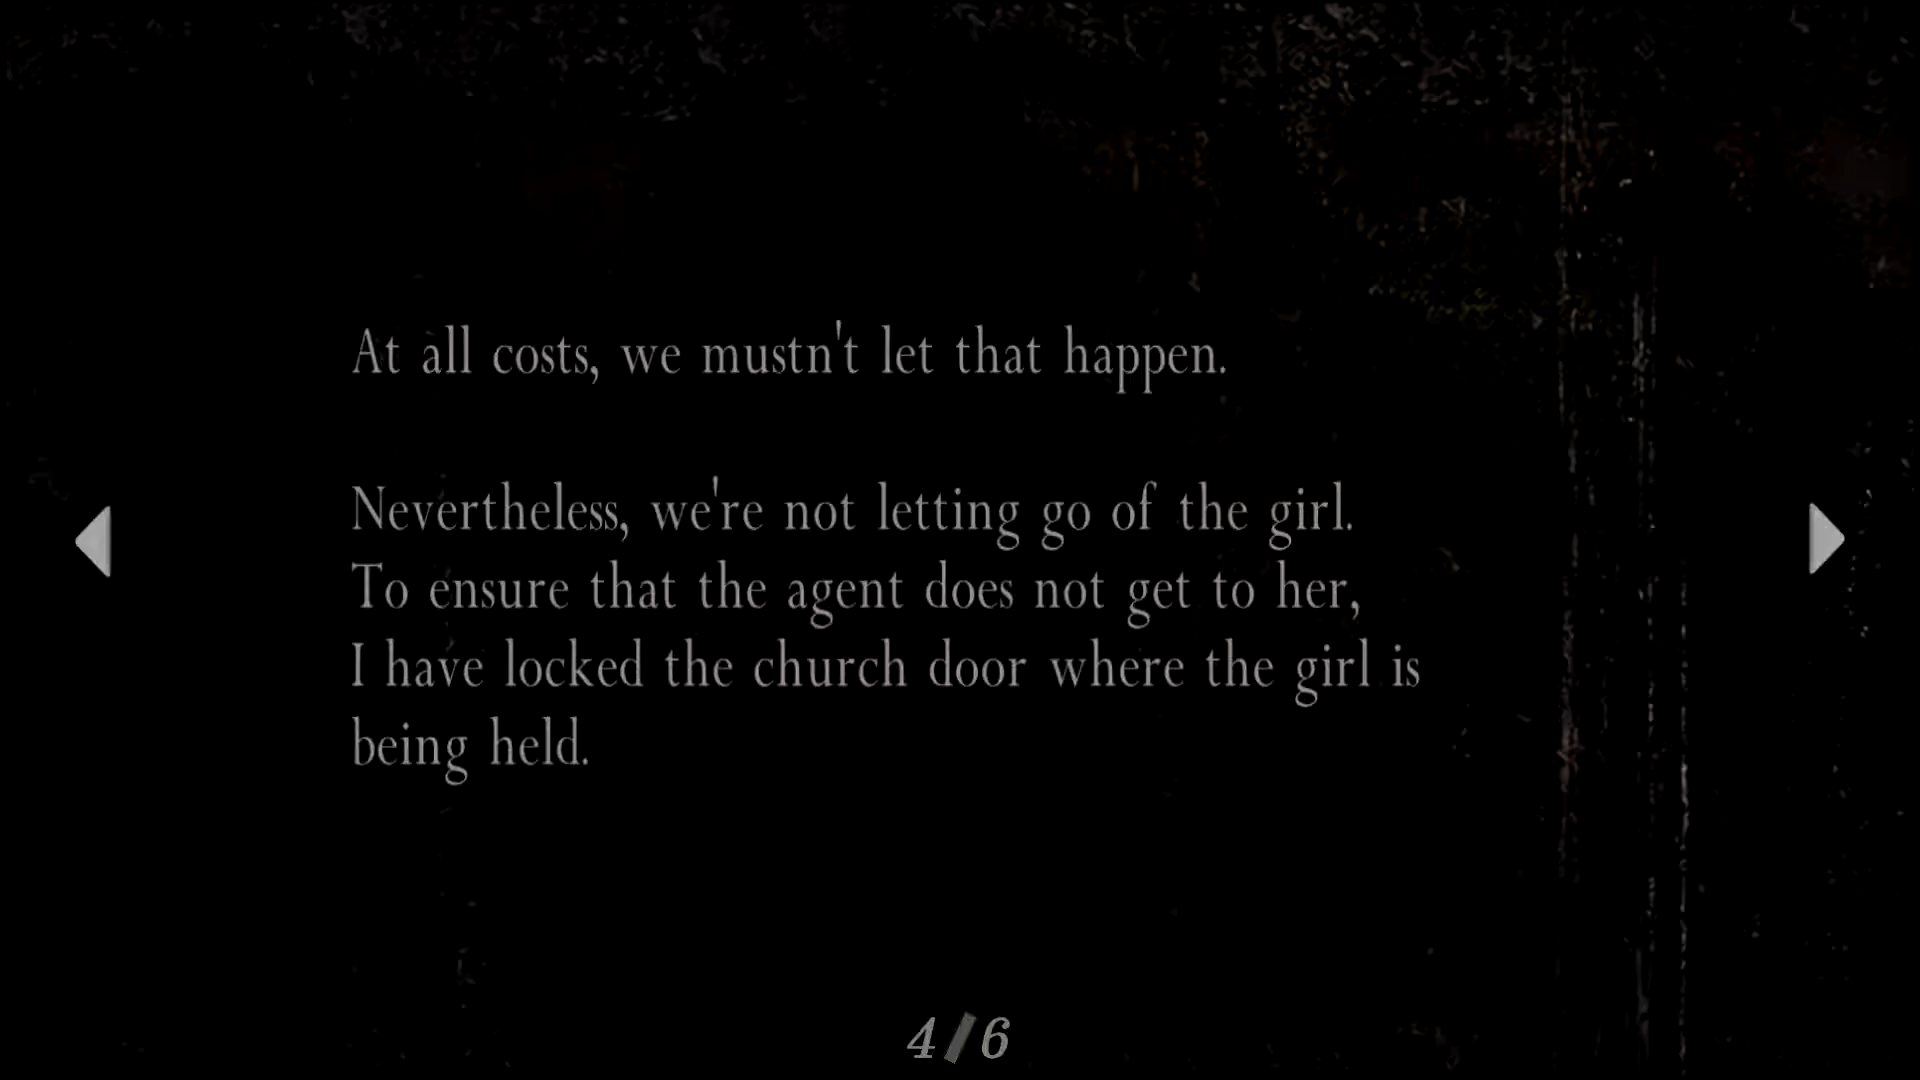 At all costs, we mustn't let that happen.
Nevertheless, we're not letting go of the girl.
To ensure that the agent does not get to her,
I have locked the church door where the girl is
being held.
4/6